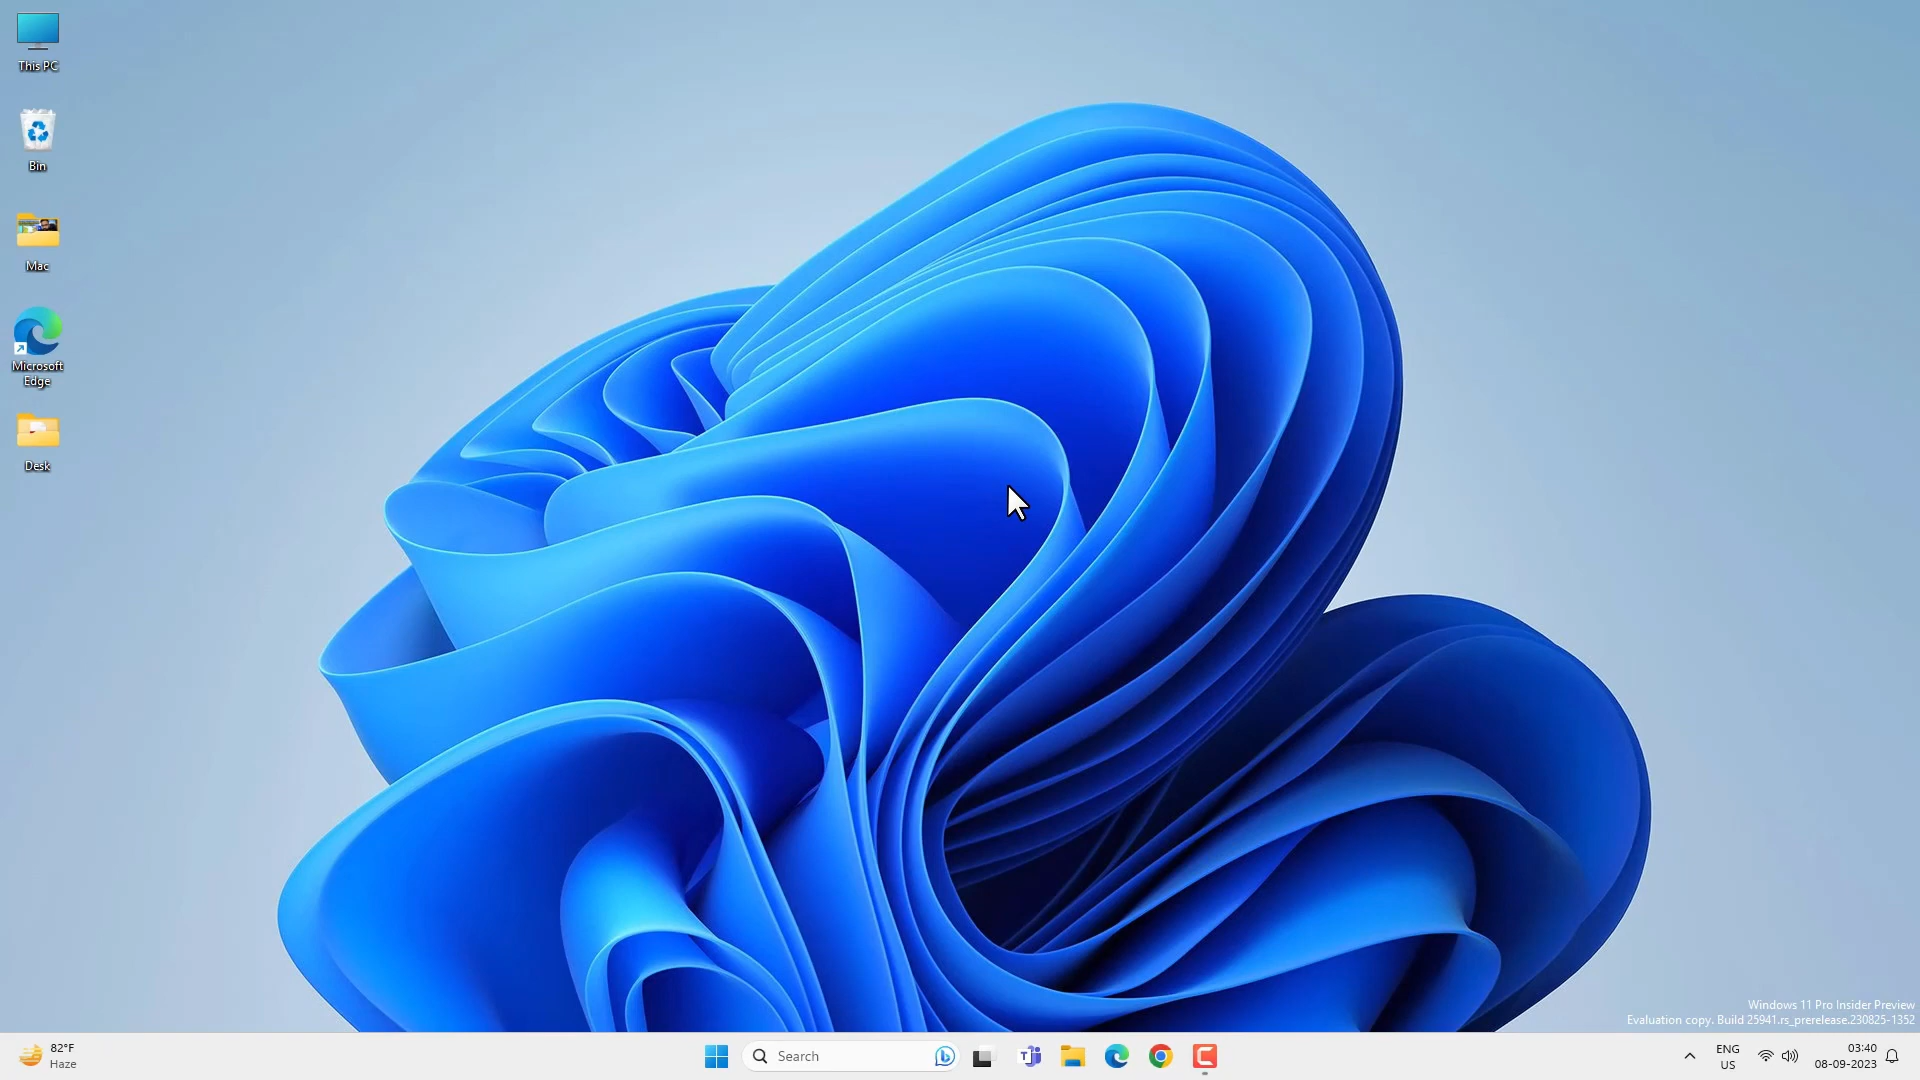 This PC
Bin
Mac
Microsoft
Edge
Desk
Windows 11 Pro Insider Preview
Evaluation copy. Build 25941.rs_prerelease.230825-1352
82°F
Haze
Search
ENG
US
03:40
08-09-2023